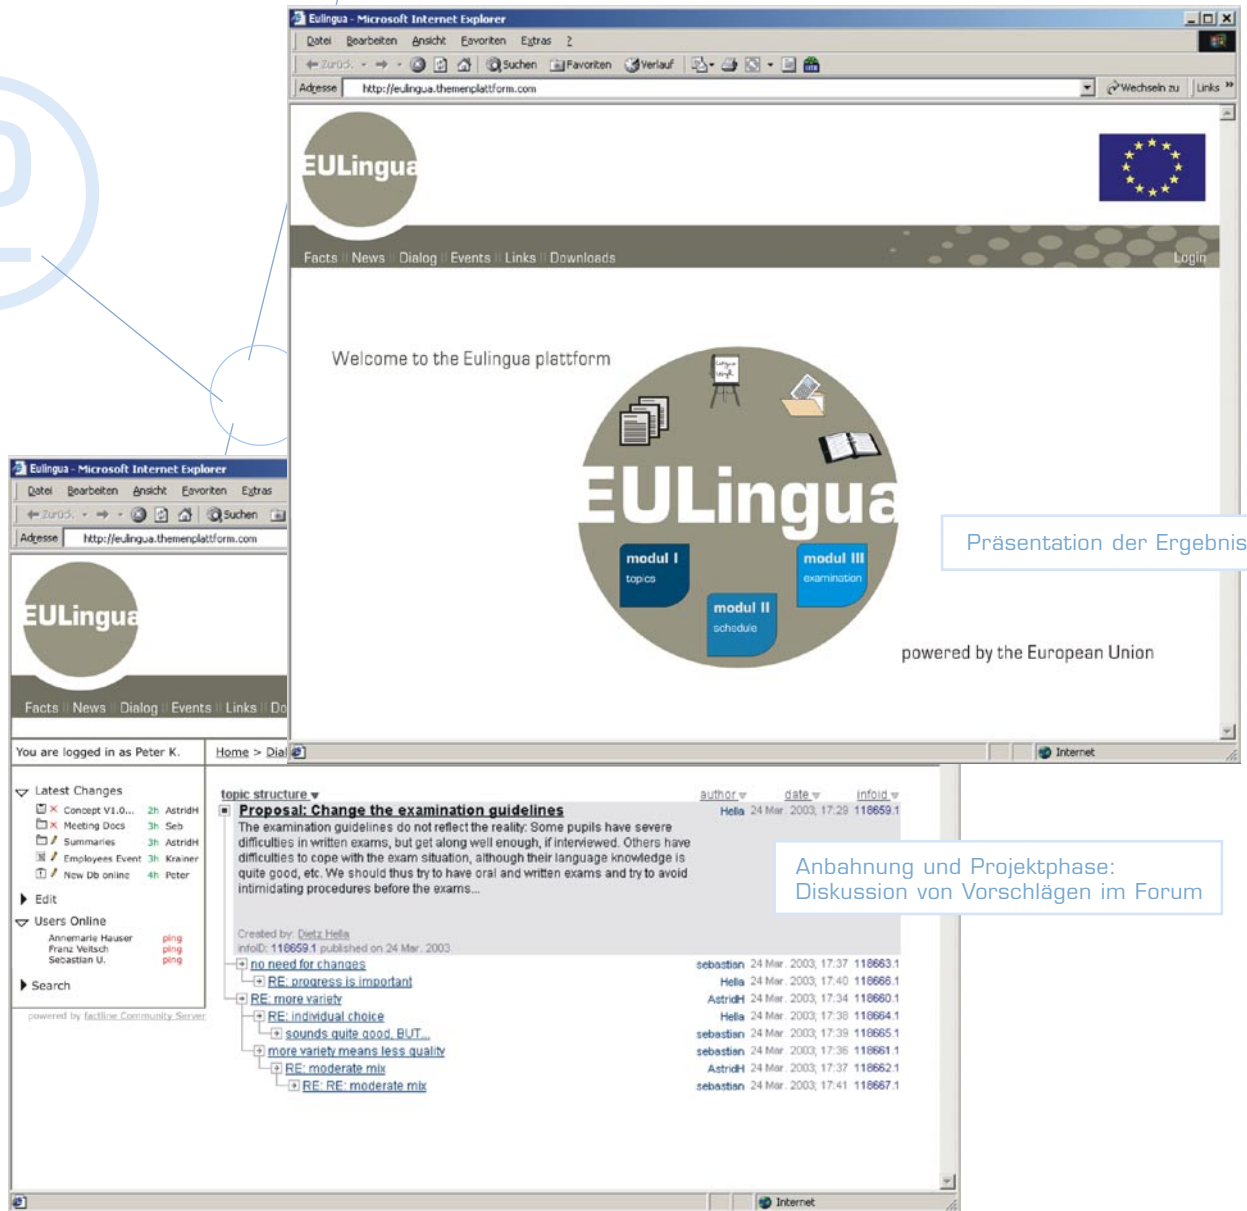 Eulingua - Microsoft Internet Explorer
Datei Bearbeiten Ansicht Favoriten Extras ?
Zurück Suchen Favoriten Verlauf
Adresse http://eulingua.themenplattform.com Wechseln zu Links »
EULingua
Facts || News || Dialog || Events || Links || Downloads Login
Welcome to the Eulingua plattform
EULingua
modul I
topics
modul II
schedule
modul III
examination
powered by the European Union
Internet
Präsentation der Ergebnis
Eulingua - Microsoft Internet Explorer
Datei Bearbeiten Ansicht Favoriten Extras
Zurück Suchen
Adresse http://eulingua.themenplattform.com
EULingua
Facts || News || Dialog || Events || Links || Do
You are logged in as Peter K. Home > Dial
Latest Changes
Concept V1.0... 2h AstridH
Meeting Docs 3h Seb
Summaries 3h AstridH
Employees Event 3h Krainer
New Db online 4h Peter
Edit
Users Online
Annemarie Hauser ping
Franz Veitsch ping
Sebastian U. ping
Search
powered by factline Community Server
topic structure author date infoid
Proposal: Change the examination guidelines Hella 24 Mar. 2003, 17:29 118659.1
The examination guidelines do not reflect the reality: Some pupils have severe
difficulties in written exams, but get along well enough, if interviewed. Others have
difficulties to cope with the exam situation, although their language knowledge is
quite good, etc. We should thus try to have oral and written exams and try to avoid
intimidating procedures before the exams...
Created by: Dietz Hella
infoID: 118659.1 published on 24 Mar. 2003
no need for changes sebastian 24 Mar. 2003, 17:37 118663.1
RE: progress is important Hella 24 Mar. 2003, 17:40 118666.1
RE: more variety AstridH 24 Mar. 2003, 17:34 118660.1
RE: individual choice Hella 24 Mar. 2003, 17:38 118664.1
sounds quite good, BUT... sebastian 24 Mar. 2003, 17:39 118665.1
more variety means less quality sebastian 24 Mar. 2003, 17:36 118661.1
RE: moderate mix AstridH 24 Mar. 2003, 17:37 118662.1
RE: RE: moderate mix sebastian 24 Mar. 2003, 17:41 118667.1
Anbahnung und Projektphase:
Diskussion von Vorschlägen im Forum
Internet